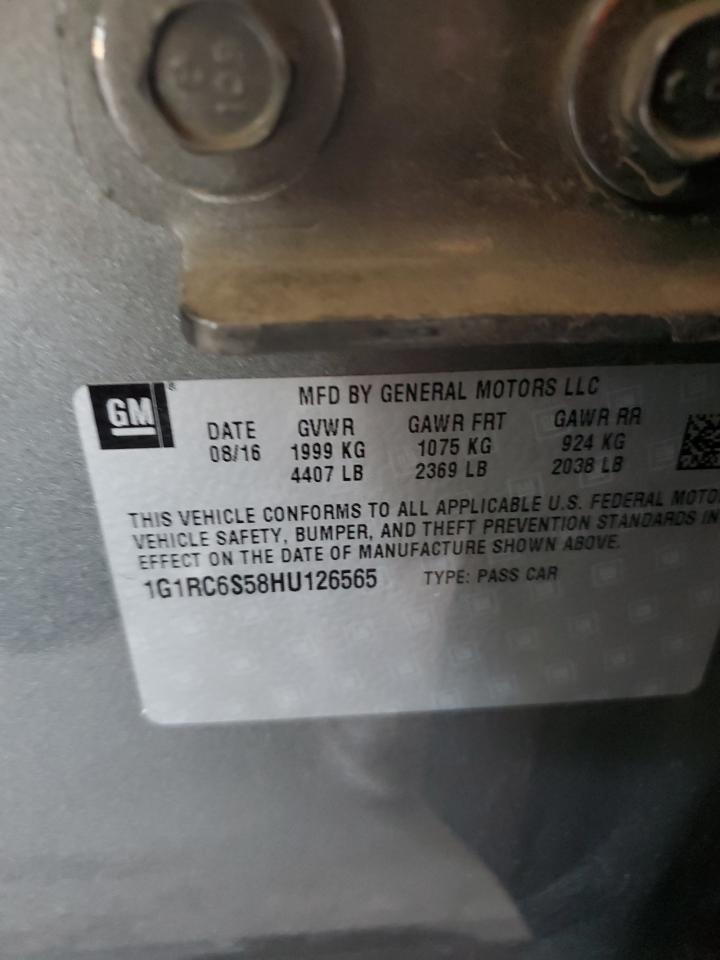 GM
MFD BY GENERAL MOTORS LLC
DATE GVWR GAWR FRT GAWR RR
08/16 1999 KG 1075 KG 924 KG
4407 LB 2369 LB 2038 LB
THIS VEHICLE CONFORMS TO ALL APPLICABLE U.S. FEDERAL MOTO
VEHICLE SAFETY, BUMPER, AND THEFT PREVENTION STANDARDS IN
EFFECT ON THE DATE OF MANUFACTURE SHOWN ABOVE.
1G1RC6S58HU126565 TYPE: PASS CAR